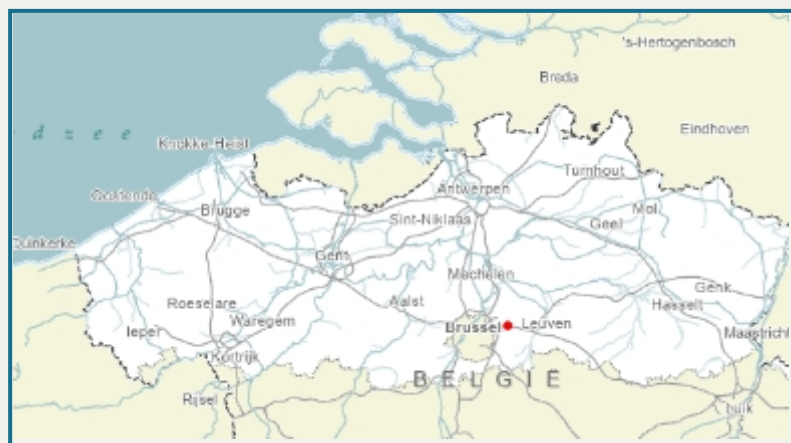 's-Hertogenbosch
Breda
d z e e
Eindhoven
Knokke-Heist
Turnhout
Oostende
Antwerpen
Mol
Brugge
Sint-Niklaas
Geel
Duinkerke
Gent
Mechelen
Genk
Roeselare
Aalst
Hasselt
Waregem
Ieper
Brussel
Leuven
Maastricht
Kortrijk
BELGIË
Rijsel
Luik